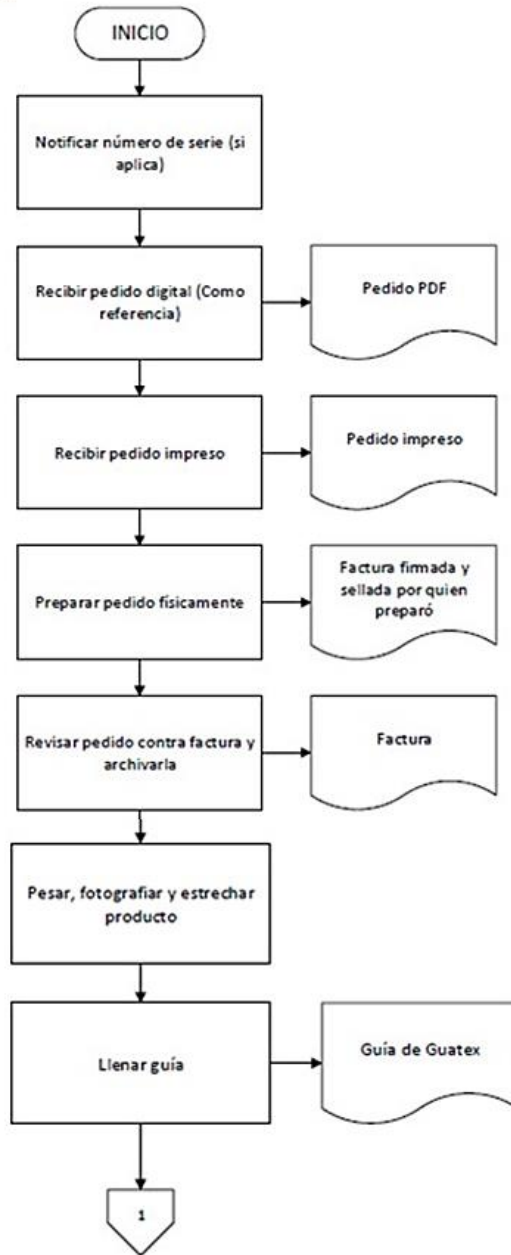 INICIO
Notificar número de serie (si
aplica)
Recibir pedido digital (Como
referencia)
Pedido PDF
Recibir pedido impreso
Pedido impreso
Preparar pedido físicamente
Factura firmada y
sellada por quien
preparó
Revisar pedido contra factura y
archivarla
Factura
Pesar, fotografiar y estrechar
producto
Llenar guía
Guía de Guatex
1